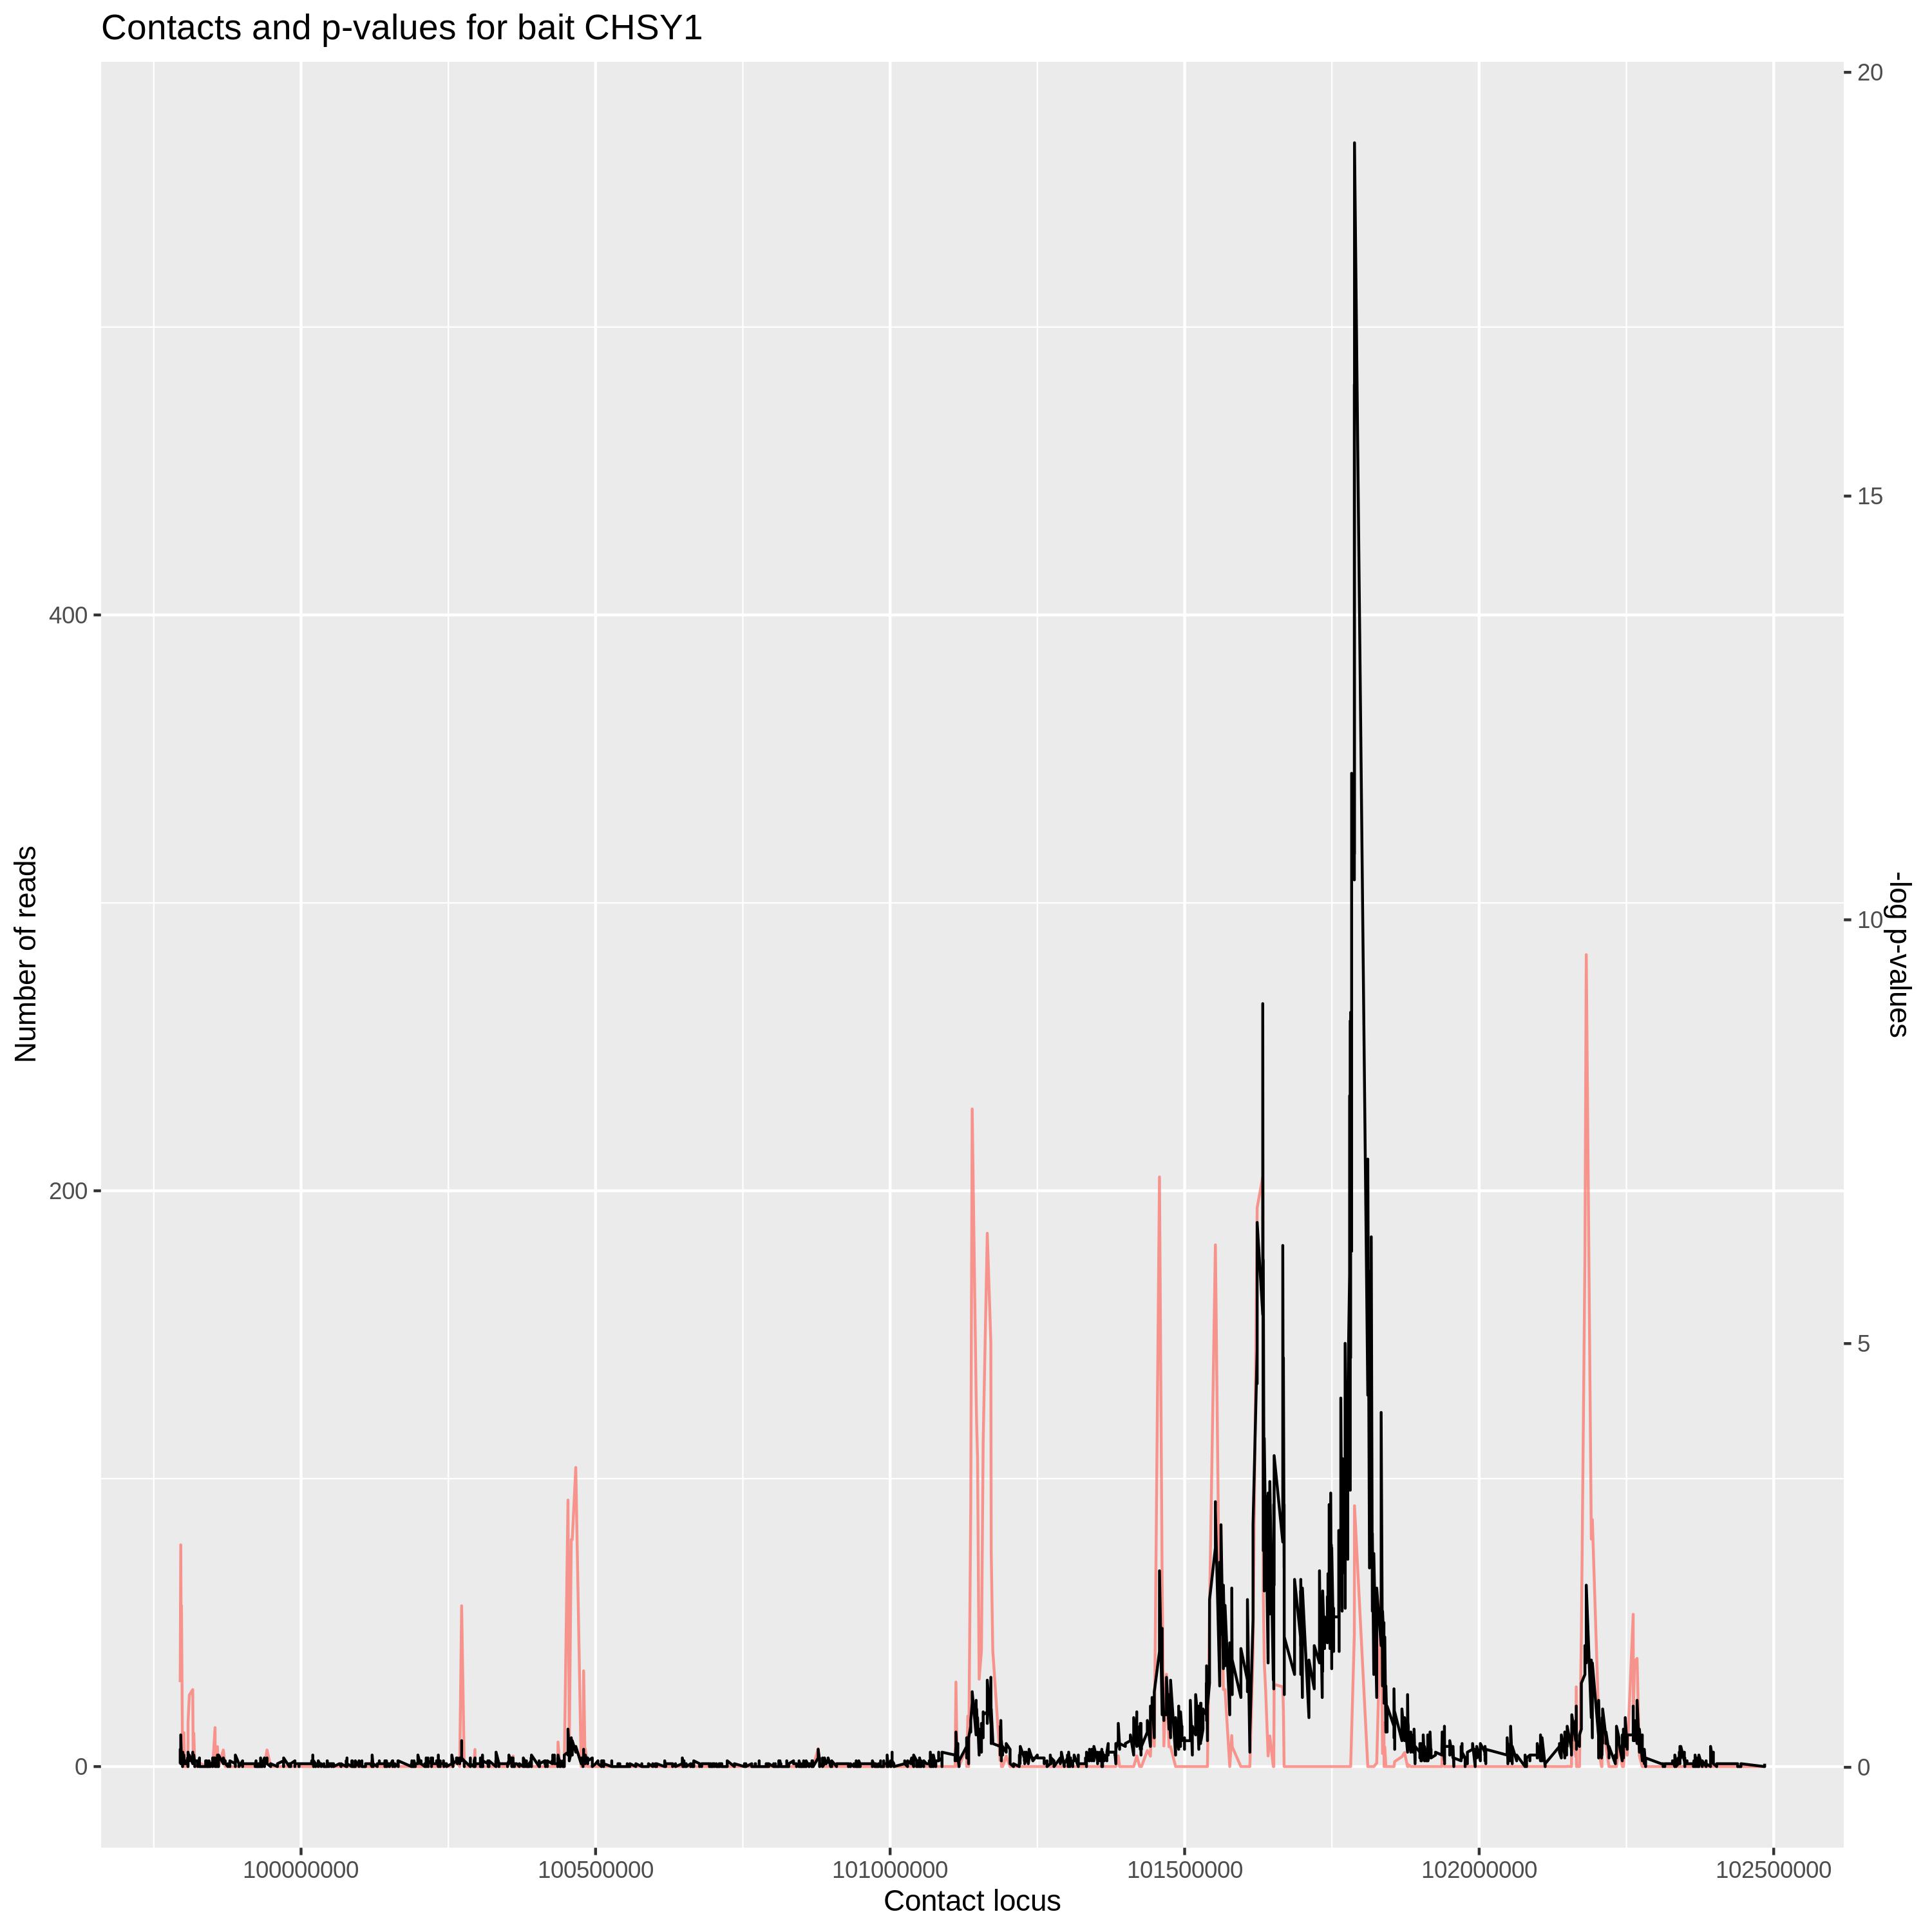 Contacts and p-values for bait CHSY1
Number of reads
400
200
0
20
15
10
5
0
-log p-values
100000000 100500000 101000000 101500000 102000000 102500000
Contact locus